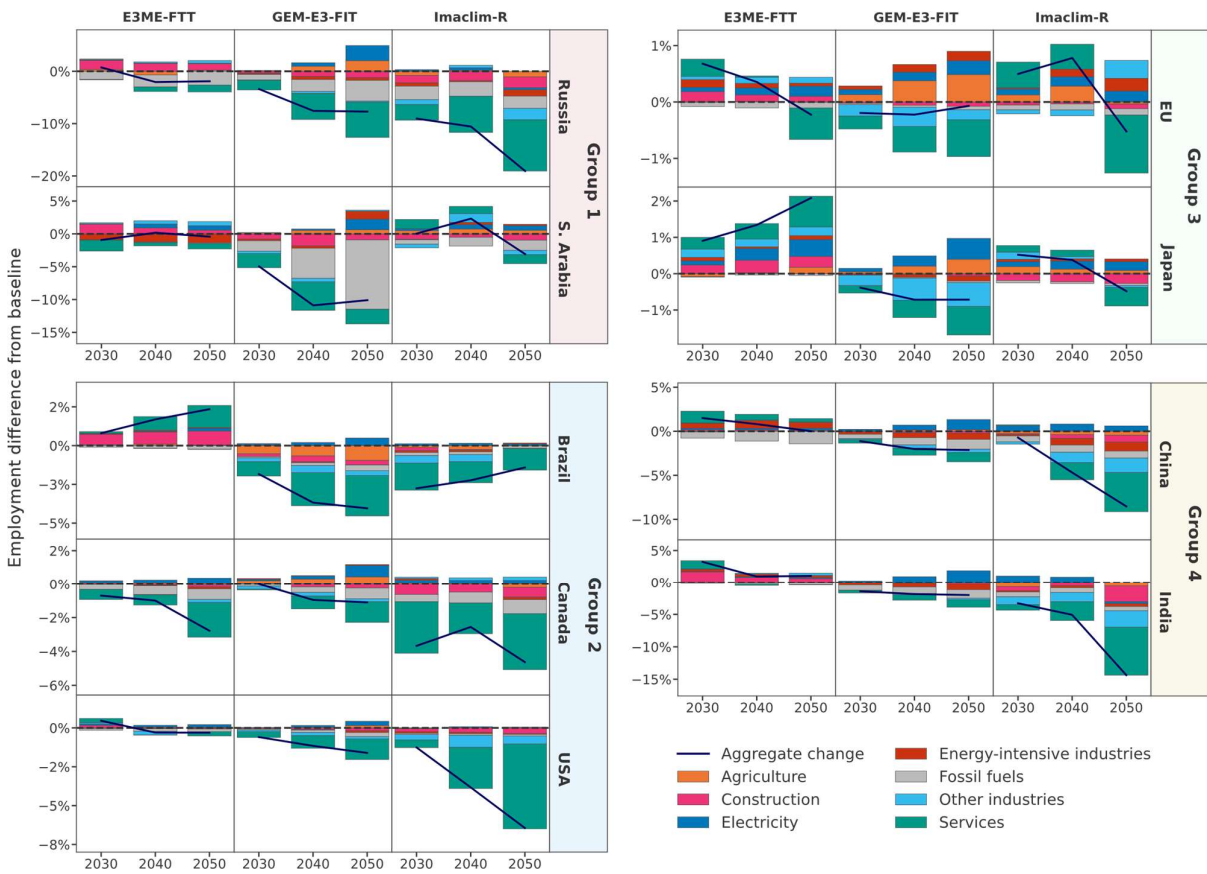 E3ME-FTT GEM-E3-FIT Imaclim-R
0%
−10%
−20%
Russia
5%
0%
−5%
−10%
−15%
S. Arabia
Group 1
2030 2040 2050 2030 2040 2050 2030 2040 2050
E3ME-FTT GEM-E3-FIT Imaclim-R
1%
0%
−1%
EU
2%
1%
0%
−1%
Japan
Group 3
2030 2040 2050 2030 2040 2050 2030 2040 2050
Employment difference from baseline
2%
0%
−3%
−5%
Brazil
2%
0%
−2%
−4%
−6%
Canada
0%
−2%
−5%
−8%
USA
Group 2
2030 2040 2050 2030 2040 2050 2030 2040 2050
5%
0%
−5%
−10%
China
5%
0%
−5%
−10%
−15%
India
Group 4
2030 2040 2050 2030 2040 2050 2030 2040 2050
Aggregate change
Agriculture
Construction
Electricity
Energy-intensive industries
Fossil fuels
Other industries
Services